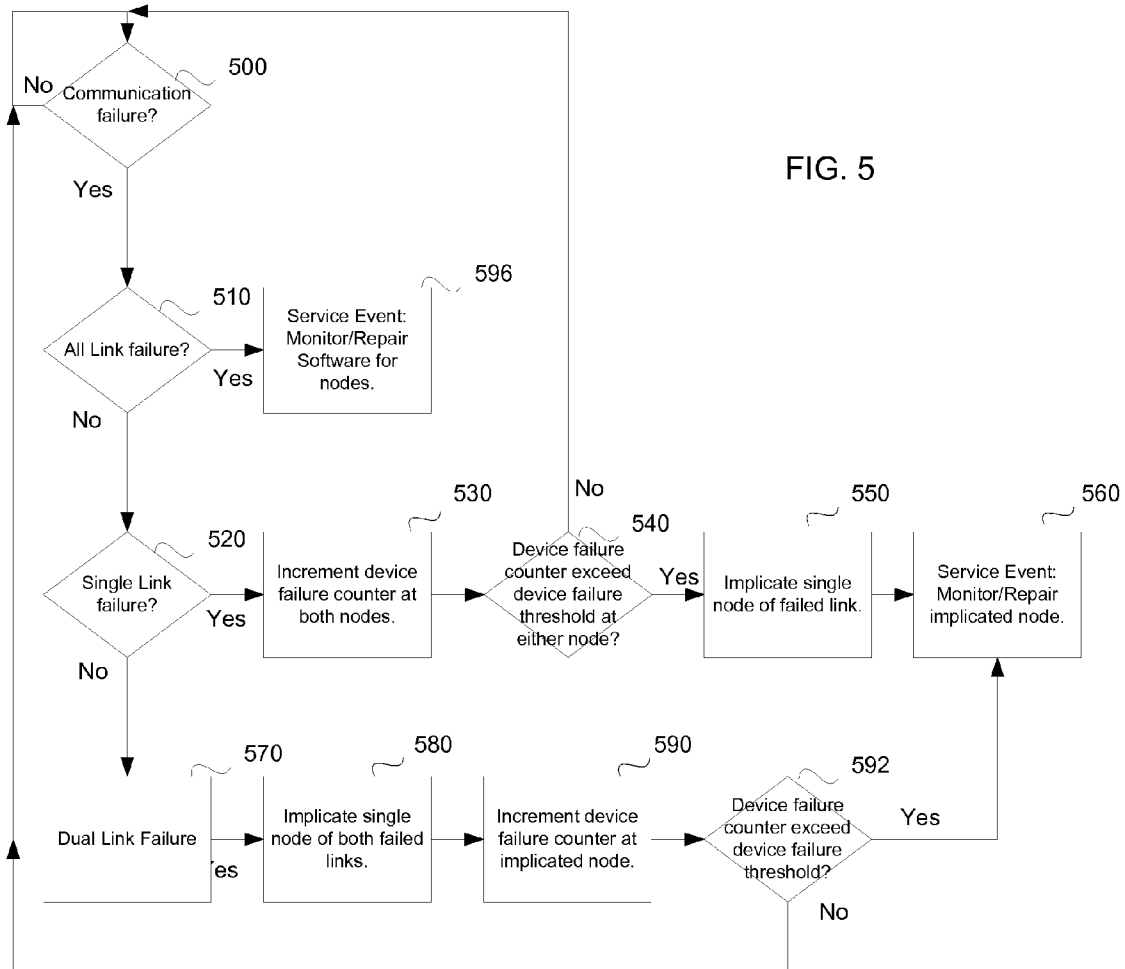 500
No
Communication
failure?
Yes
FIG. 5
510
All Link failure?
Yes
No
596
Service Event:
Monitor/Repair
Software for
nodes.
520
Single Link
failure?
Yes
No
530
Increment device
failure counter at
both nodes.
No
540
Device failure
counter exceed
device failure
threshold at
either node?
Yes
550
Implicate single
node of failed link.
560
Service Event:
Monitor/Repair
implicated node.
570
Dual Link Failure
Yes
580
Implicate single
node of both failed
links.
590
Increment device
failure counter at
implicated node.
592
Device failure
counter exceed
device failure
threshold?
Yes
No